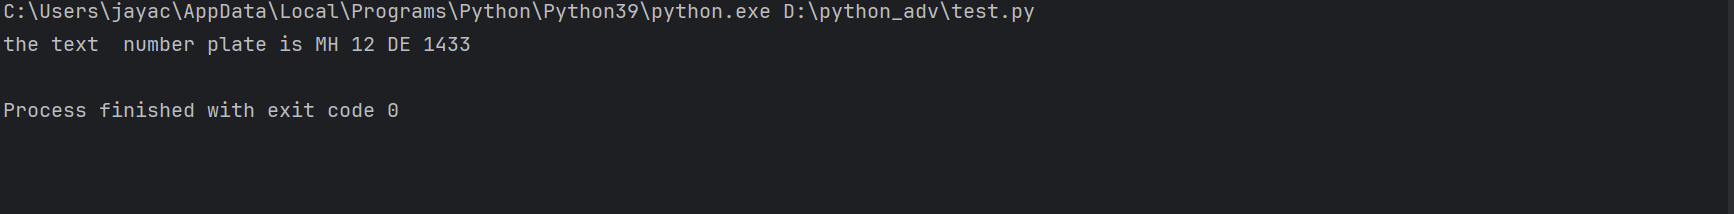 C:\Users\jayac\AppData\Local\Programs\Python\Python39\python.exe D:\python_adv\test.py
the text  number plate is MH 12 DE 1433
Process finished with exit code 0